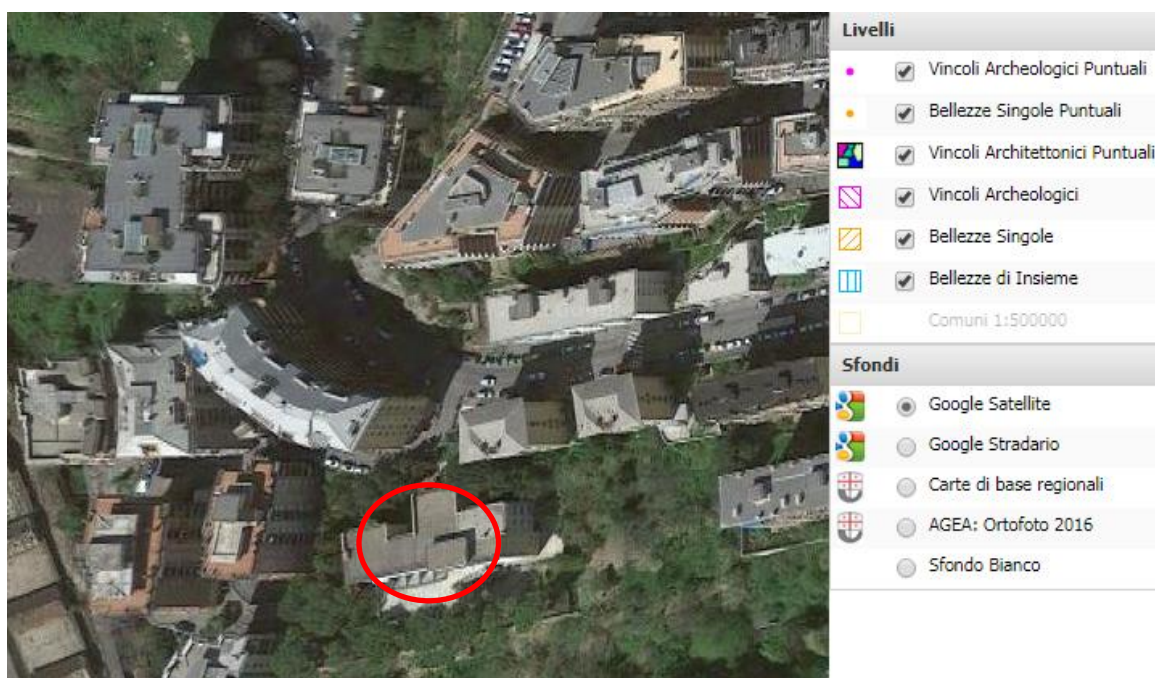 Livelli
Vincoli Archeologici Puntuali
Bellezze Singole Puntuali
Vincoli Architettonici Puntuali
Vincoli Archeologici
Bellezze Singole
Bellezze di Insieme
Comuni 1:500000
Sfondi
Google Satellite
Google Stradario
Carte di base regionali
AGEA: Ortofoto 2016
Sfondo Bianco